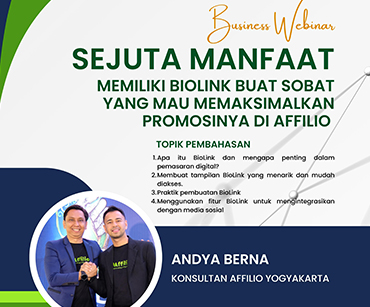 Business Webinar
SEJUTA MANFAAT
MEMILIKI BIOLINK BUAT SOBAT
YANG MAU MEMAKSIMALKAN
PROMOSINYA DI AFFILIO
TOPIK PEMBAHASAN
1. Apa itu BioLink dan mengapa penting dalam
pemasaran digital?
2. Membuat tampilan BioLink yang menarik dan mudah
diakses.
3. Praktik pembuatan BioLink
4. Menggunakan fitur BioLink untuk mengintegrasikan
dengan media sosial
ANDYA BERNA
KONSULTAN AFFILIO YOGYAKARTA